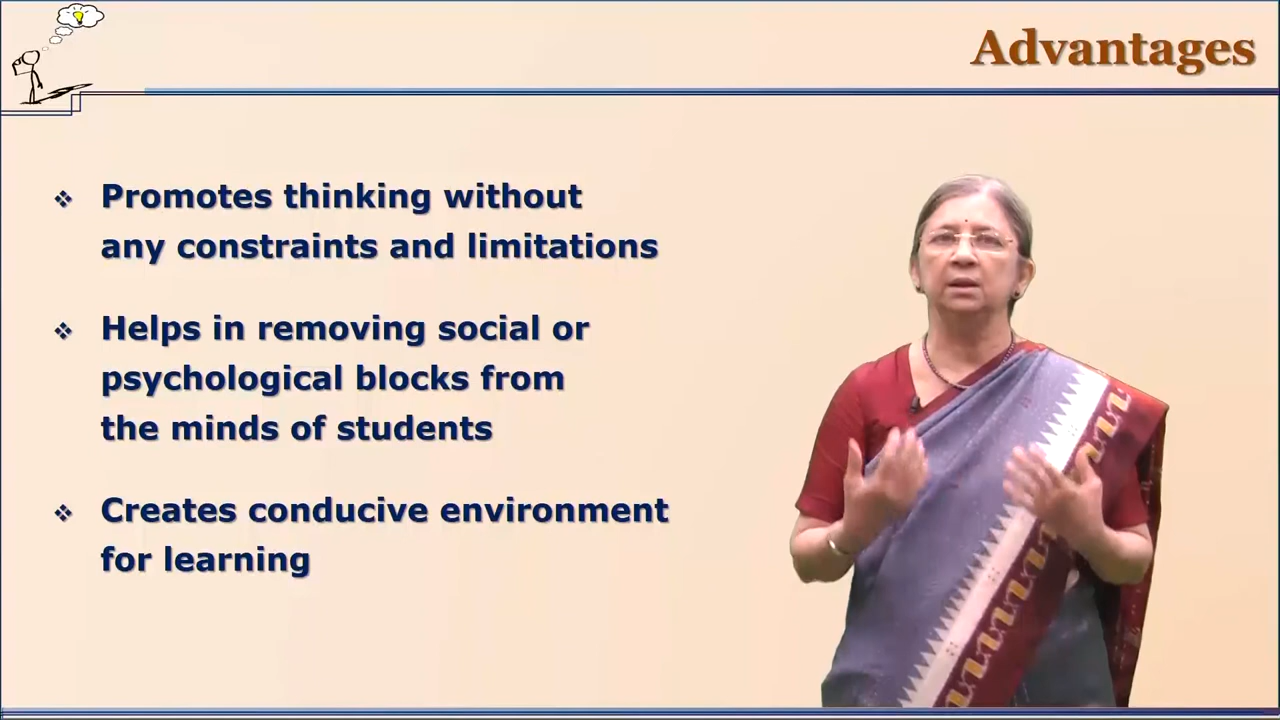 Advantages
❖ Promotes thinking without
any constraints and limitations
❖ Helps in removing social or
psychological blocks from
the minds of students
❖ Creates conducive environment
for learning